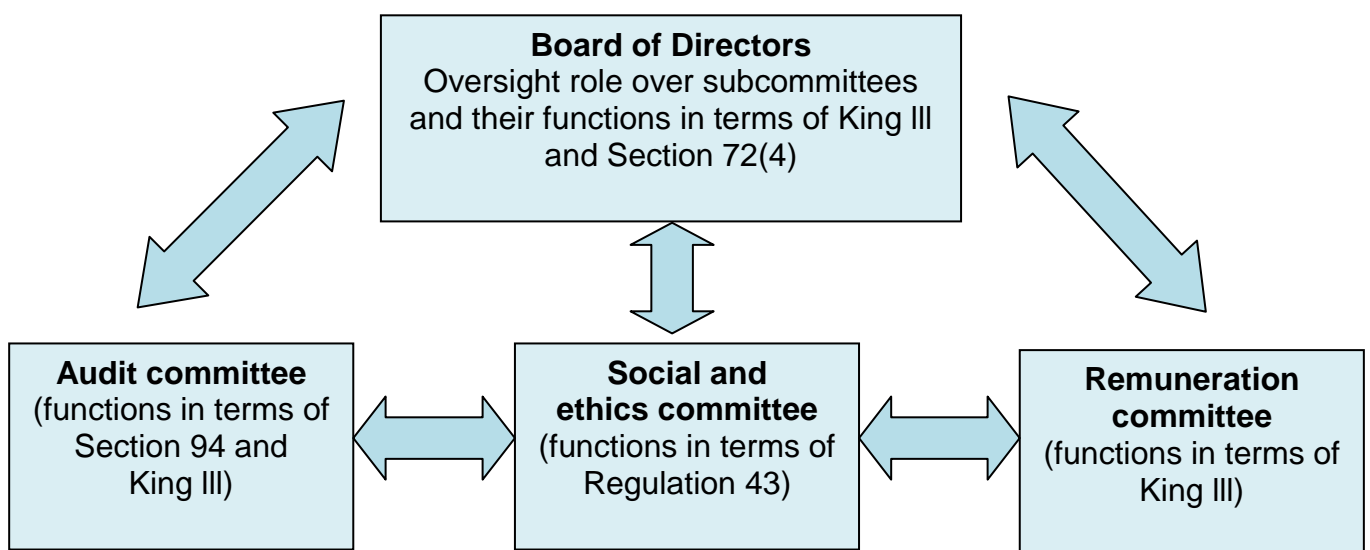 Board of Directors
Oversight role over subcommittees
and their functions in terms of King III
and Section 72(4)
Audit committee
(functions in terms of
Section 94 and
King III)
Social and
ethics committee
(functions in terms of
Regulation 43)
Remuneration
committee
(functions in terms of
King III)